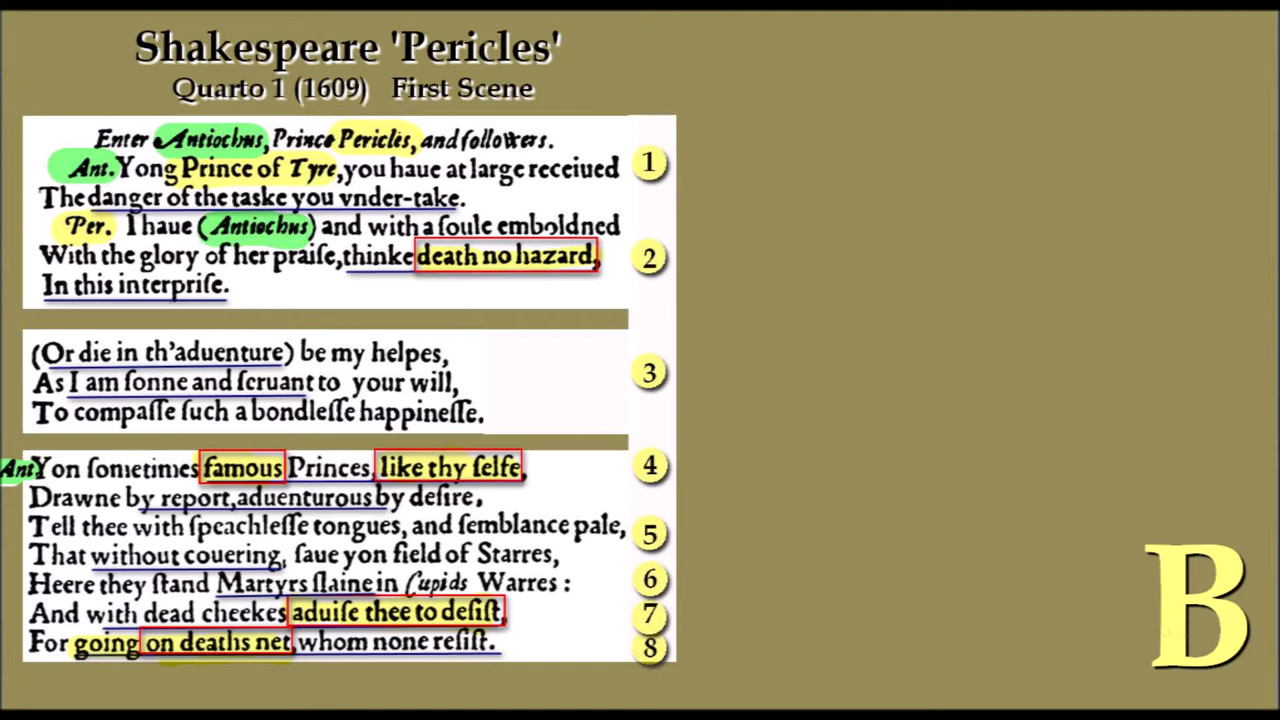 Shakespeare 'Pericles'
Quarto 1 (1609) First Scene
Enter Antiochus, Prince Pericles, and followers.
Ant. Yong Prince of Tyre, you haue at large receiued
1
The danger of the taske you vnder-take.
Per. I haue (Antiochus) and with a ſoule emboldned
With the glory of her praiſe, thinke death no hazard,
2
In this interpriſe.
(Or die in th'aduenture) be my helpes,
As I am ſonne and ſeruant to your will,
3
To compaſſe ſuch a bondleſſe happineſſe.
Ant. Yon ſometimes famous Princes, like thy ſelfe,
4
Drawne by report, aduenturous by deſire,
Tell thee with ſpeachleſſe tongues, and ſemblance pale,
5
That without couering, ſaue yon field of Starres,
Heere they ſtand Martyrs ſlaine in Cupids Warres:
6
And with dead cheekes aduiſe thee to deſiſt,
7
For going on deaths net, whom none reſiſt.
8
B